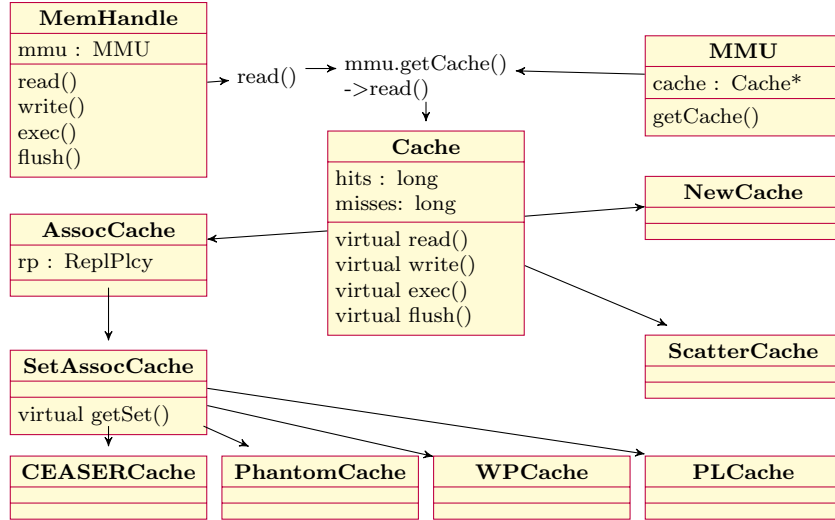 MemHandle
mmu : MMU
read()
write()
exec()
flush()
read()
mmu.getCache()
->read()
MMU
cache : Cache*
getCache()
Cache
hits : long
misses: long
virtual read()
virtual write()
virtual exec()
virtual flush()
NewCache
AssocCache
rp : ReplPlcy
ScatterCache
SetAssocCache
virtual getSet()
CEASERCache
PhantomCache
WPCache
PLCache